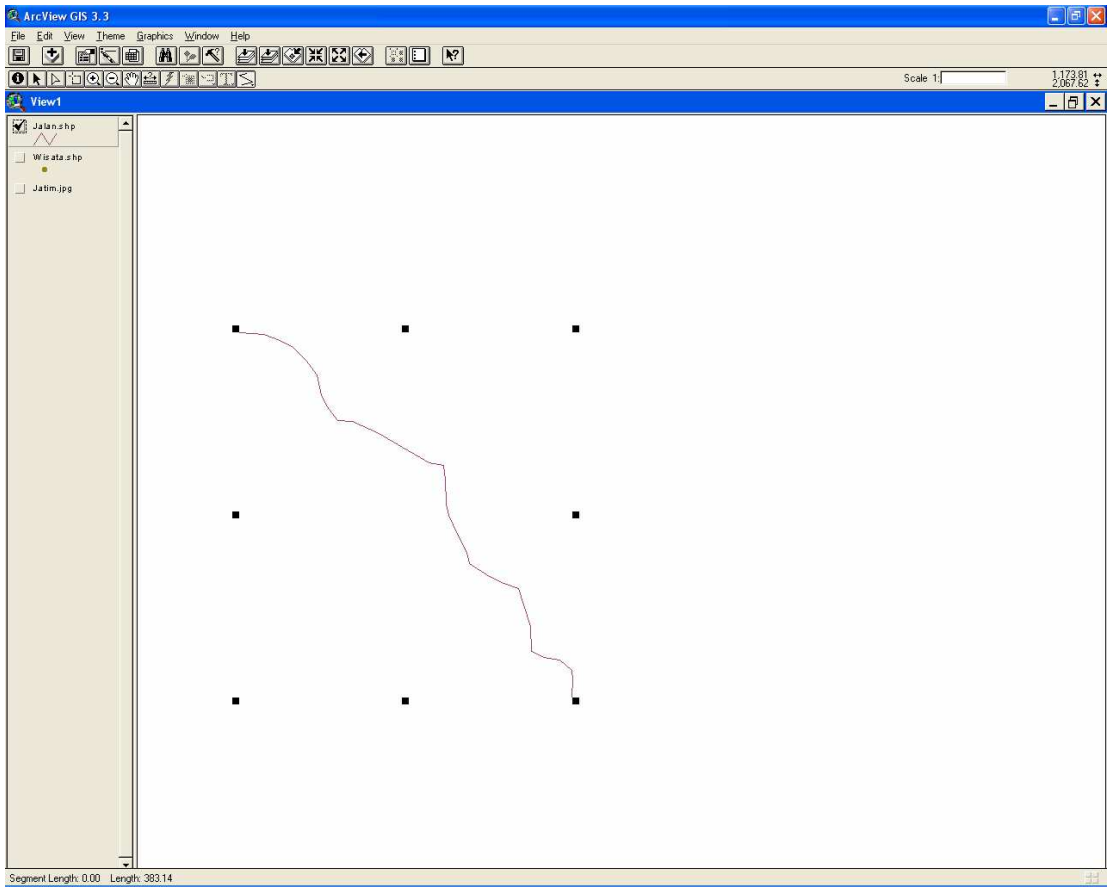 ArcView GIS 3.3
File Edit View Theme Graphics Window Help
Scale 1:
1,173.81
2,067.62
View1
Jalan.shp
Wisata.shp
Jatim.jpg
Segment Length: 0.00 Length: 383.14